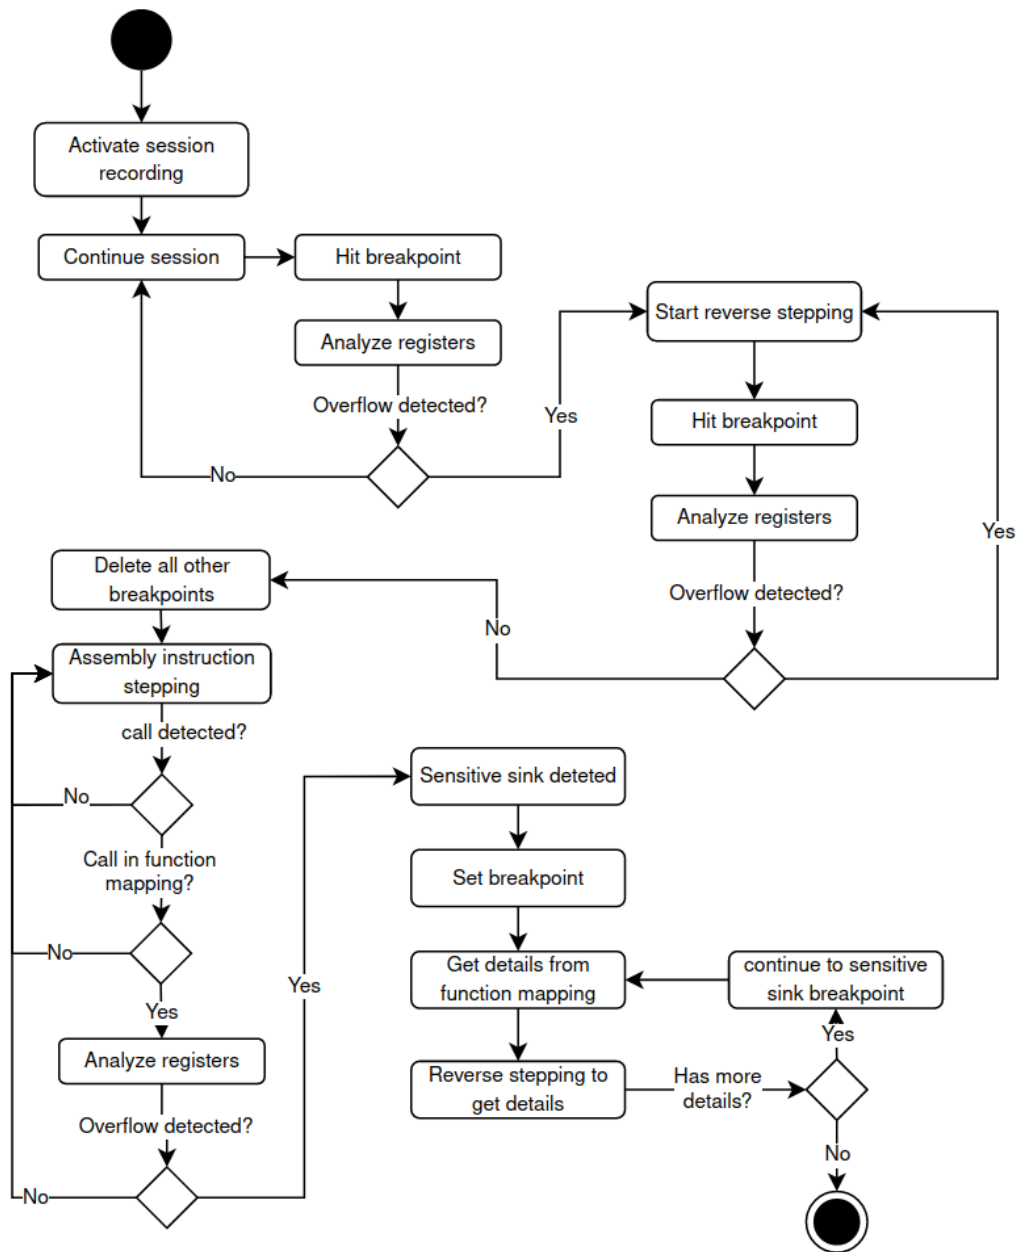 Activate session
recording
Continue session
Hit breakpoint
Analyze registers
Overflow detected?
No
Yes
Start reverse stepping
Hit breakpoint
Analyze registers
Overflow detected?
Yes
No
Delete all other
breakpoints
Assembly instruction
stepping
call detected?
No
Call in function
mapping?
No
Yes
Analyze registers
Overflow detected?
No
Yes
Sensitive sink deteted
Set breakpoint
Get details from
function mapping
Reverse stepping to
get details
Has more
details?
Yes
continue to sensitive
sink breakpoint
No